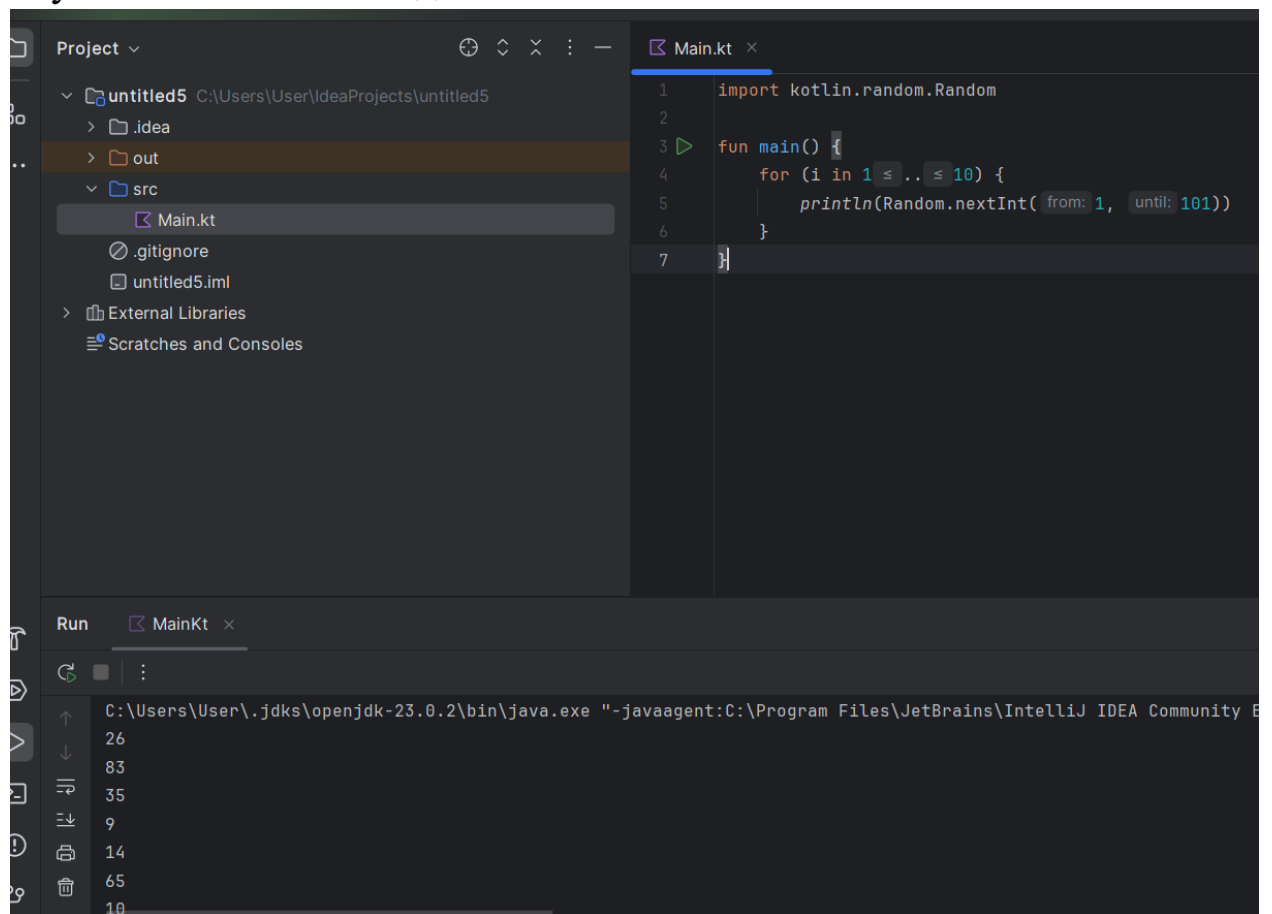 Project
untitled5 C:\Users\User\IdeaProjects\untitled5
.idea
out
src
Main.kt
.gitignore
untitled5.iml
External Libraries
Scratches and Consoles
Main.kt
1 import kotlin.random.Random
2
3 fun main() {
4 for (i in 1 ≤ .. ≤ 10) {
5 println(Random.nextInt( from: 1, until: 101))
6 }
7 }
Run MainKt
C:\Users\User\.jdks\openjdk-23.0.2\bin\java.exe "-javaagent:C:\Program Files\JetBrains\IntelliJ IDEA Community
26
83
35
9
14
65
10